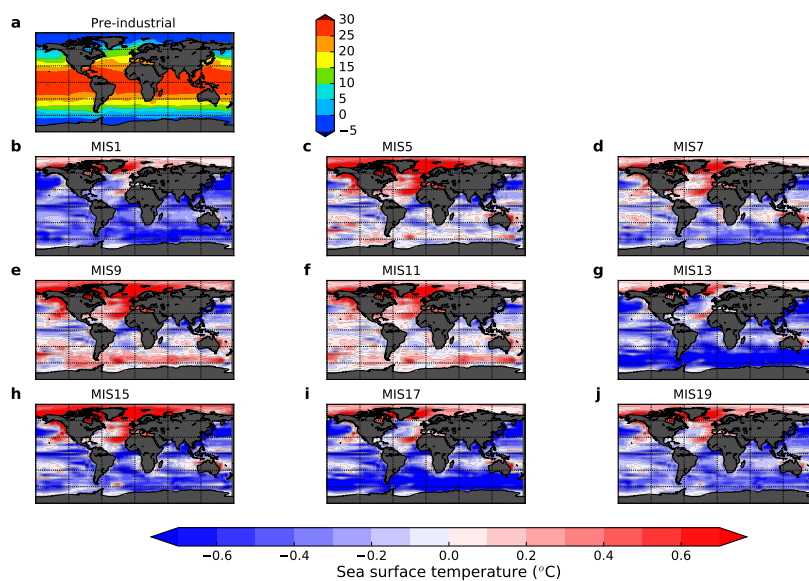 a Pre-industrial
30
25
20
15
10
5
0
−5
b MIS1
c MIS5
d MIS7
e MIS9
f MIS11
g MIS13
h MIS15
i MIS17
j MIS19
−0.6 −0.4 −0.2 0.0 0.2 0.4 0.6
Sea surface temperature (°C)